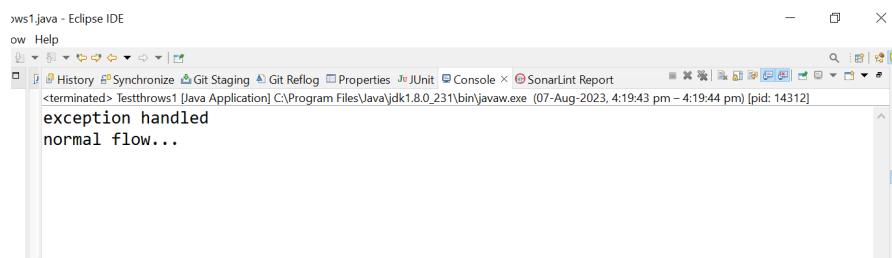 ows1.java - Eclipse IDE
ow Help
History Synchronize Git Staging Git Reflog Properties JUnit Console SonarLint Report
<terminated> Testthrows1 [Java Application] C:\Program Files\Java\jdk1.8.0_231\bin\javaw.exe (07-Aug-2023, 4:19:43 pm – 4:19:44 pm) [pid: 14312]
exception handled
normal flow...